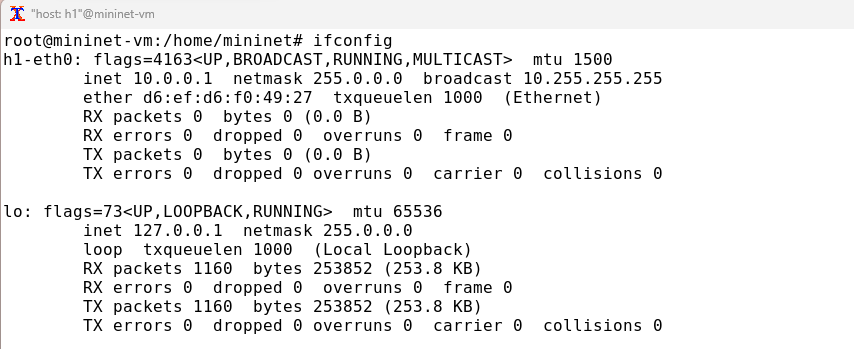 "host: h1"@mininet-vm
root@mininet-vm:/home/mininet# ifconfig
h1-eth0: flags=4163<UP,BROADCAST,RUNNING,MULTICAST>  mtu 1500
        inet 10.0.0.1  netmask 255.0.0.0  broadcast 10.255.255.255
        ether d6:ef:d6:f0:49:27  txqueuelen 1000  (Ethernet)
        RX packets 0  bytes 0 (0.0 B)
        RX errors 0  dropped 0  overruns 0  frame 0
        TX packets 0  bytes 0 (0.0 B)
        TX errors 0  dropped 0 overruns 0  carrier 0  collisions 0

lo: flags=73<UP,LOOPBACK,RUNNING>  mtu 65536
        inet 127.0.0.1  netmask 255.0.0.0
        loop  txqueuelen 1000  (Local Loopback)
        RX packets 1160  bytes 253852 (253.8 KB)
        RX errors 0  dropped 0  overruns 0  frame 0
        TX packets 1160  bytes 253852 (253.8 KB)
        TX errors 0  dropped 0 overruns 0  carrier 0  collisions 0